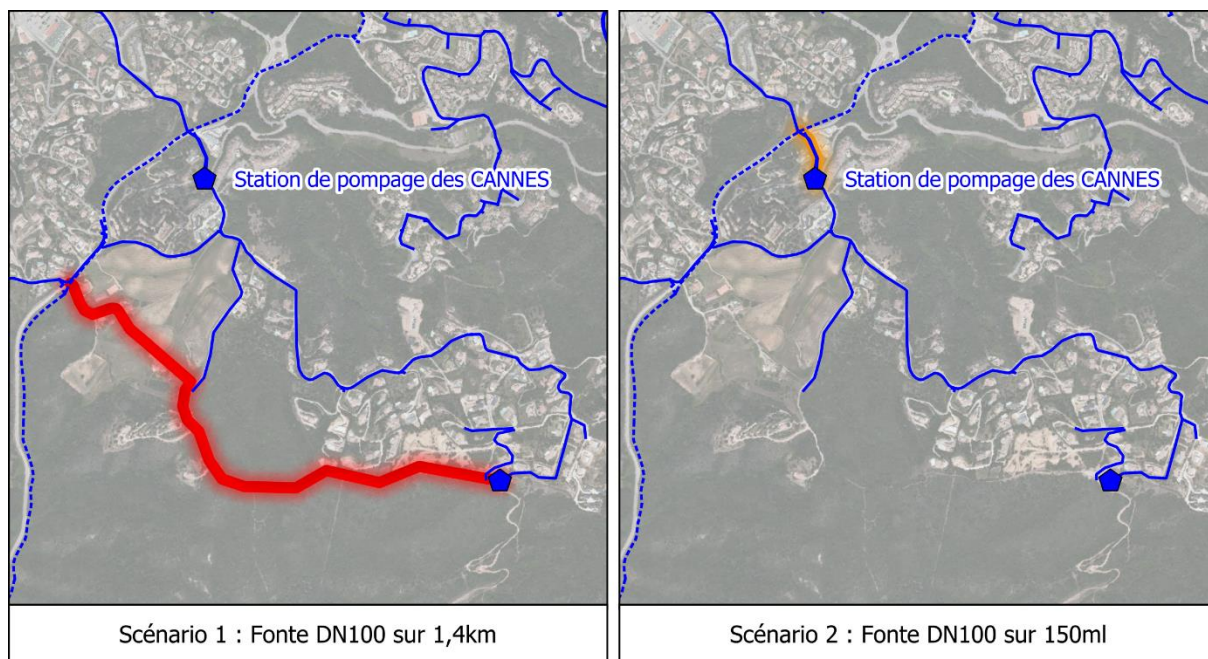 Station de pompage des CANNES
Station de pompage des CANNES
Scénario 1 : Fonte DN100 sur 1,4km
Scénario 2 : Fonte DN100 sur 150ml